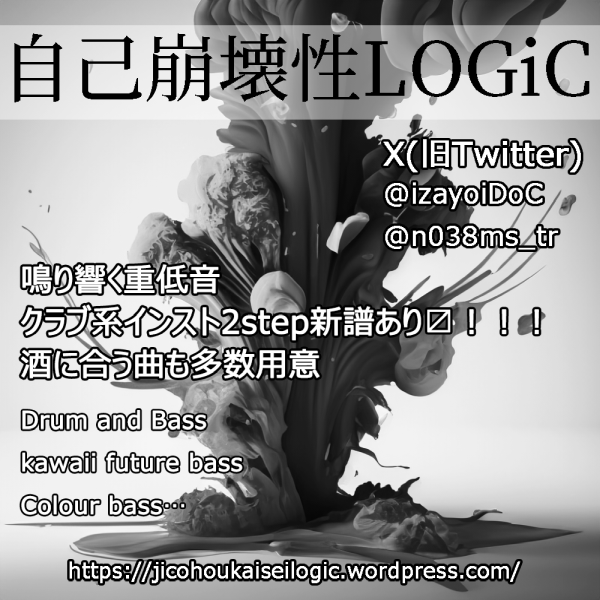 自己崩壊性LOGiC
X(旧Twitter)
@izayoiDoC
@n038ms_tr
鳴り響く重低音
クラブ系インスト2step新譜あり〼！！！
酒に合う曲も多数用意
Drum and Bass
kawaii future bass
Colour bass…
https://jicohoukaiseilogic.wordpress.com/